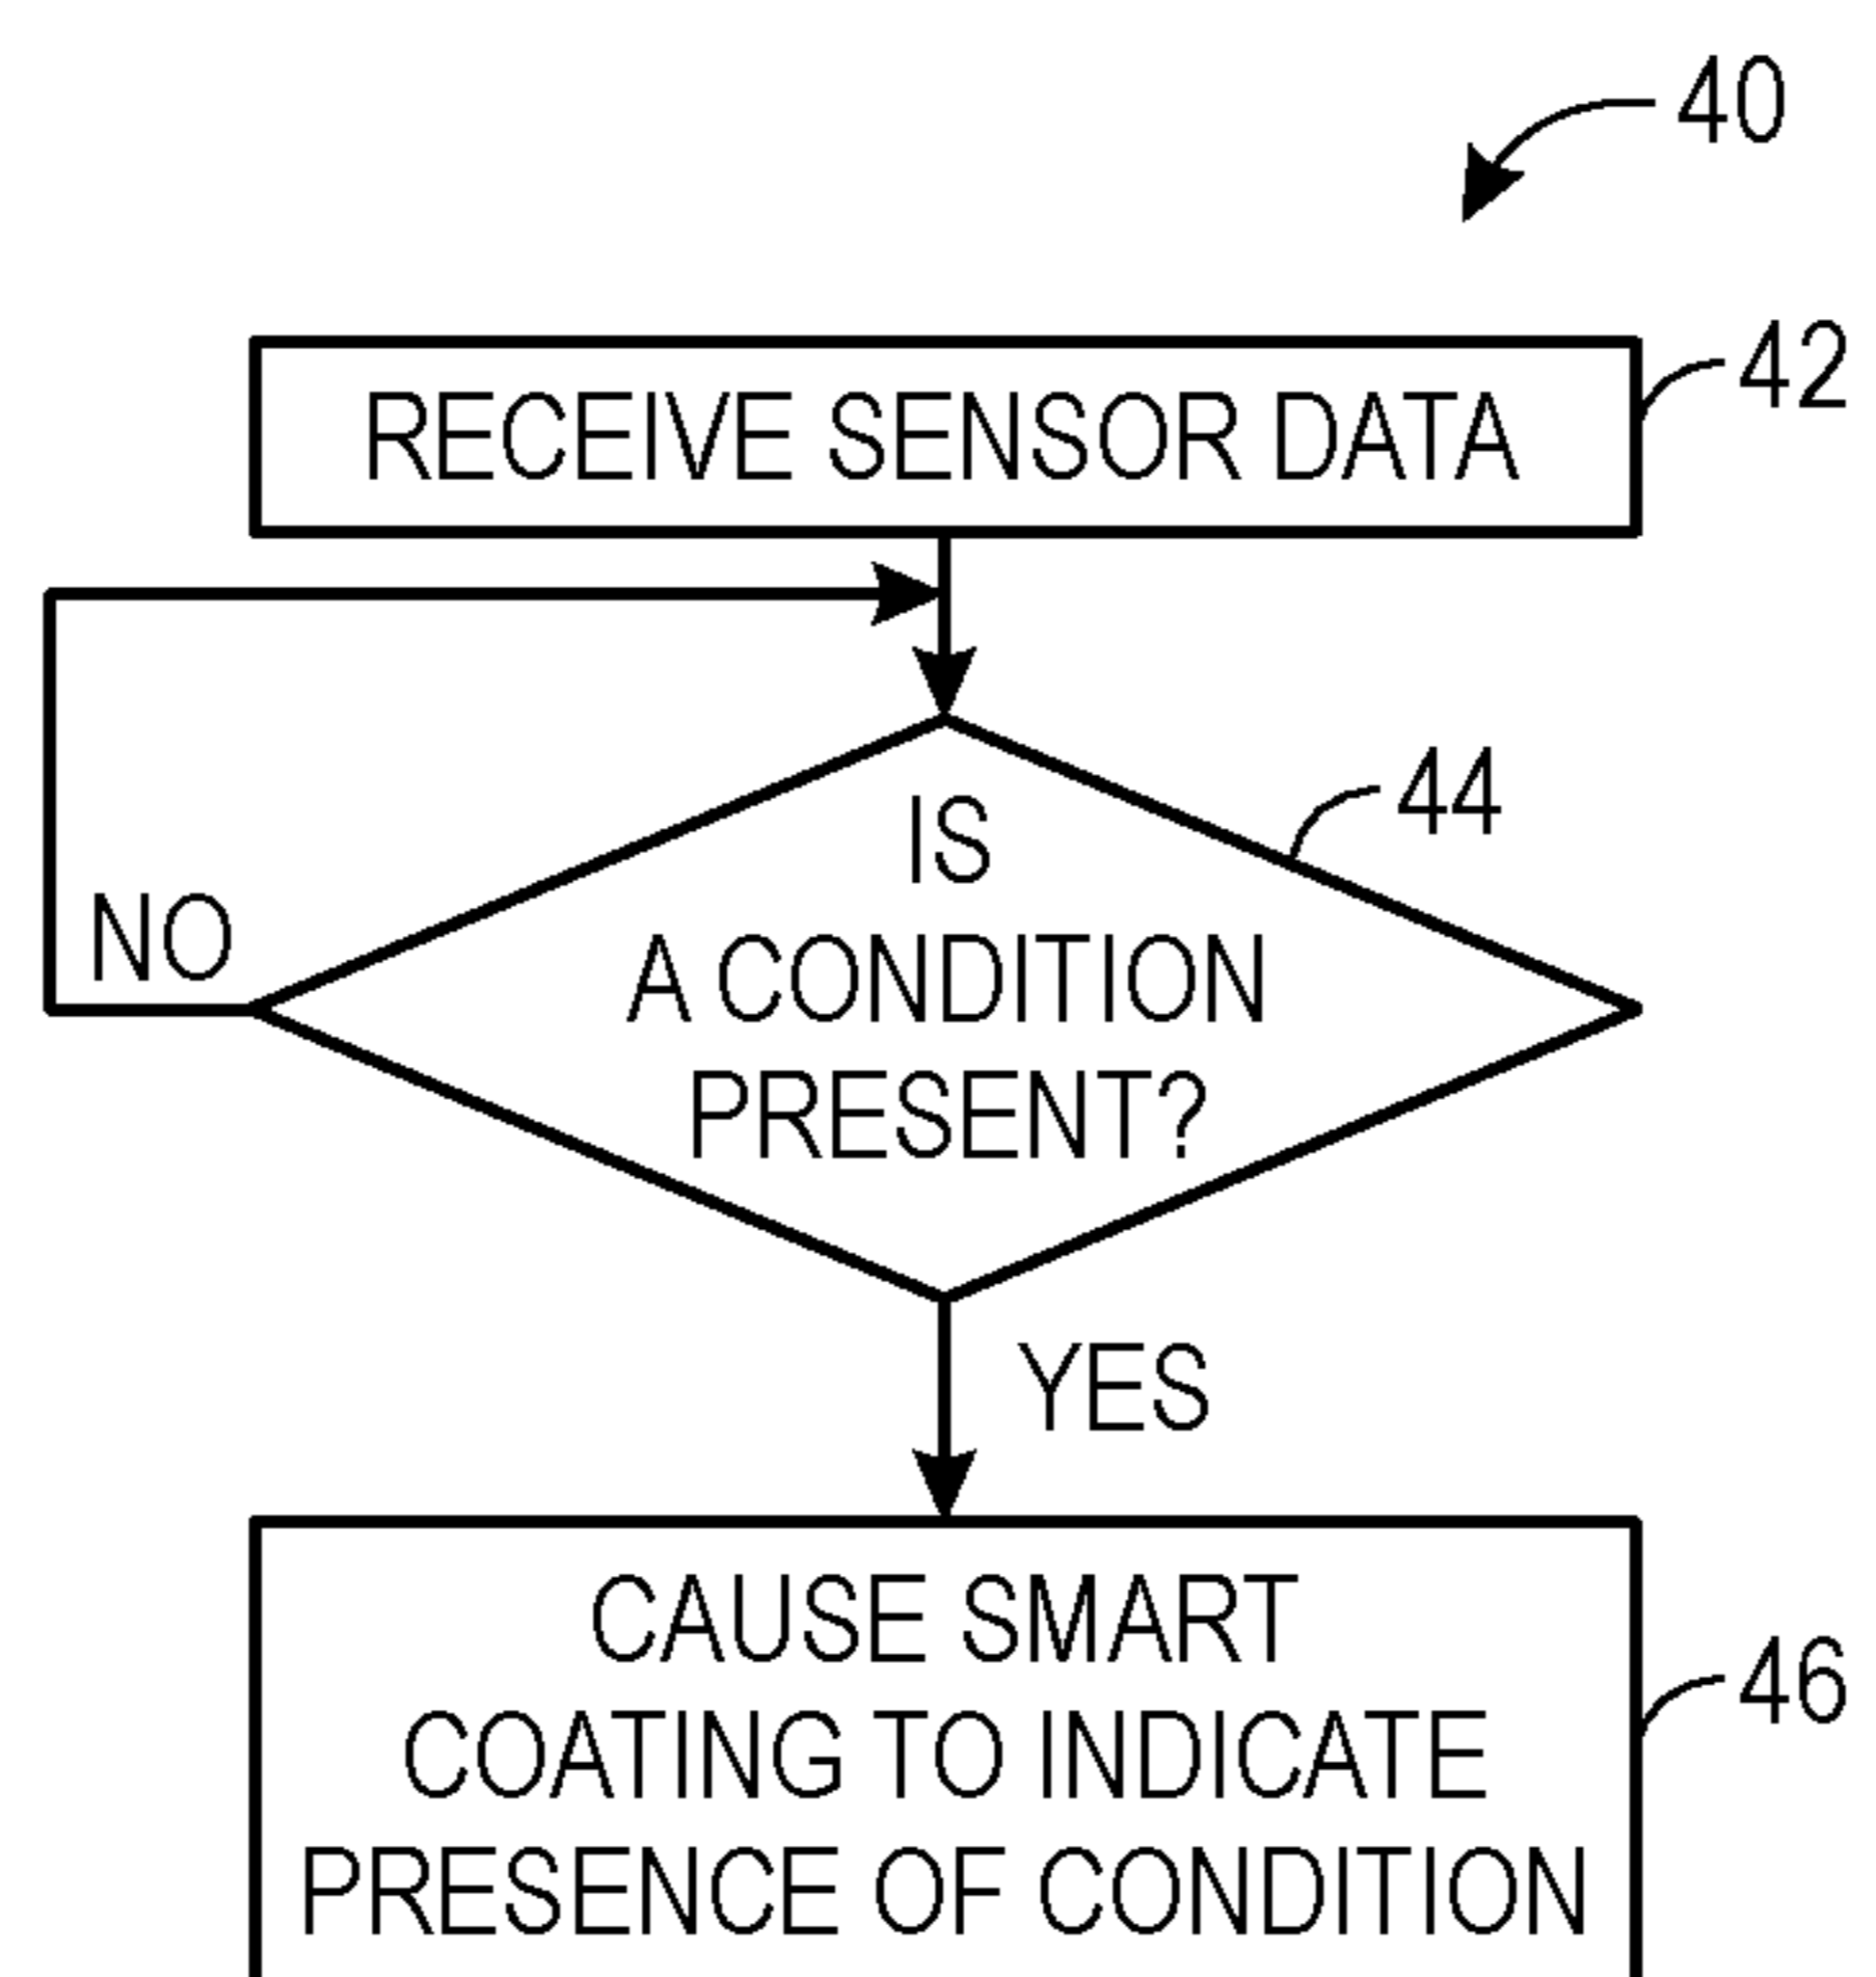 40
42
RECEIVE SENSOR DATA
44
IS
A CONDITION
PRESENT?
NO
YES
CAUSE SMART
COATING TO INDICATE
PRESENCE OF CONDITION
46